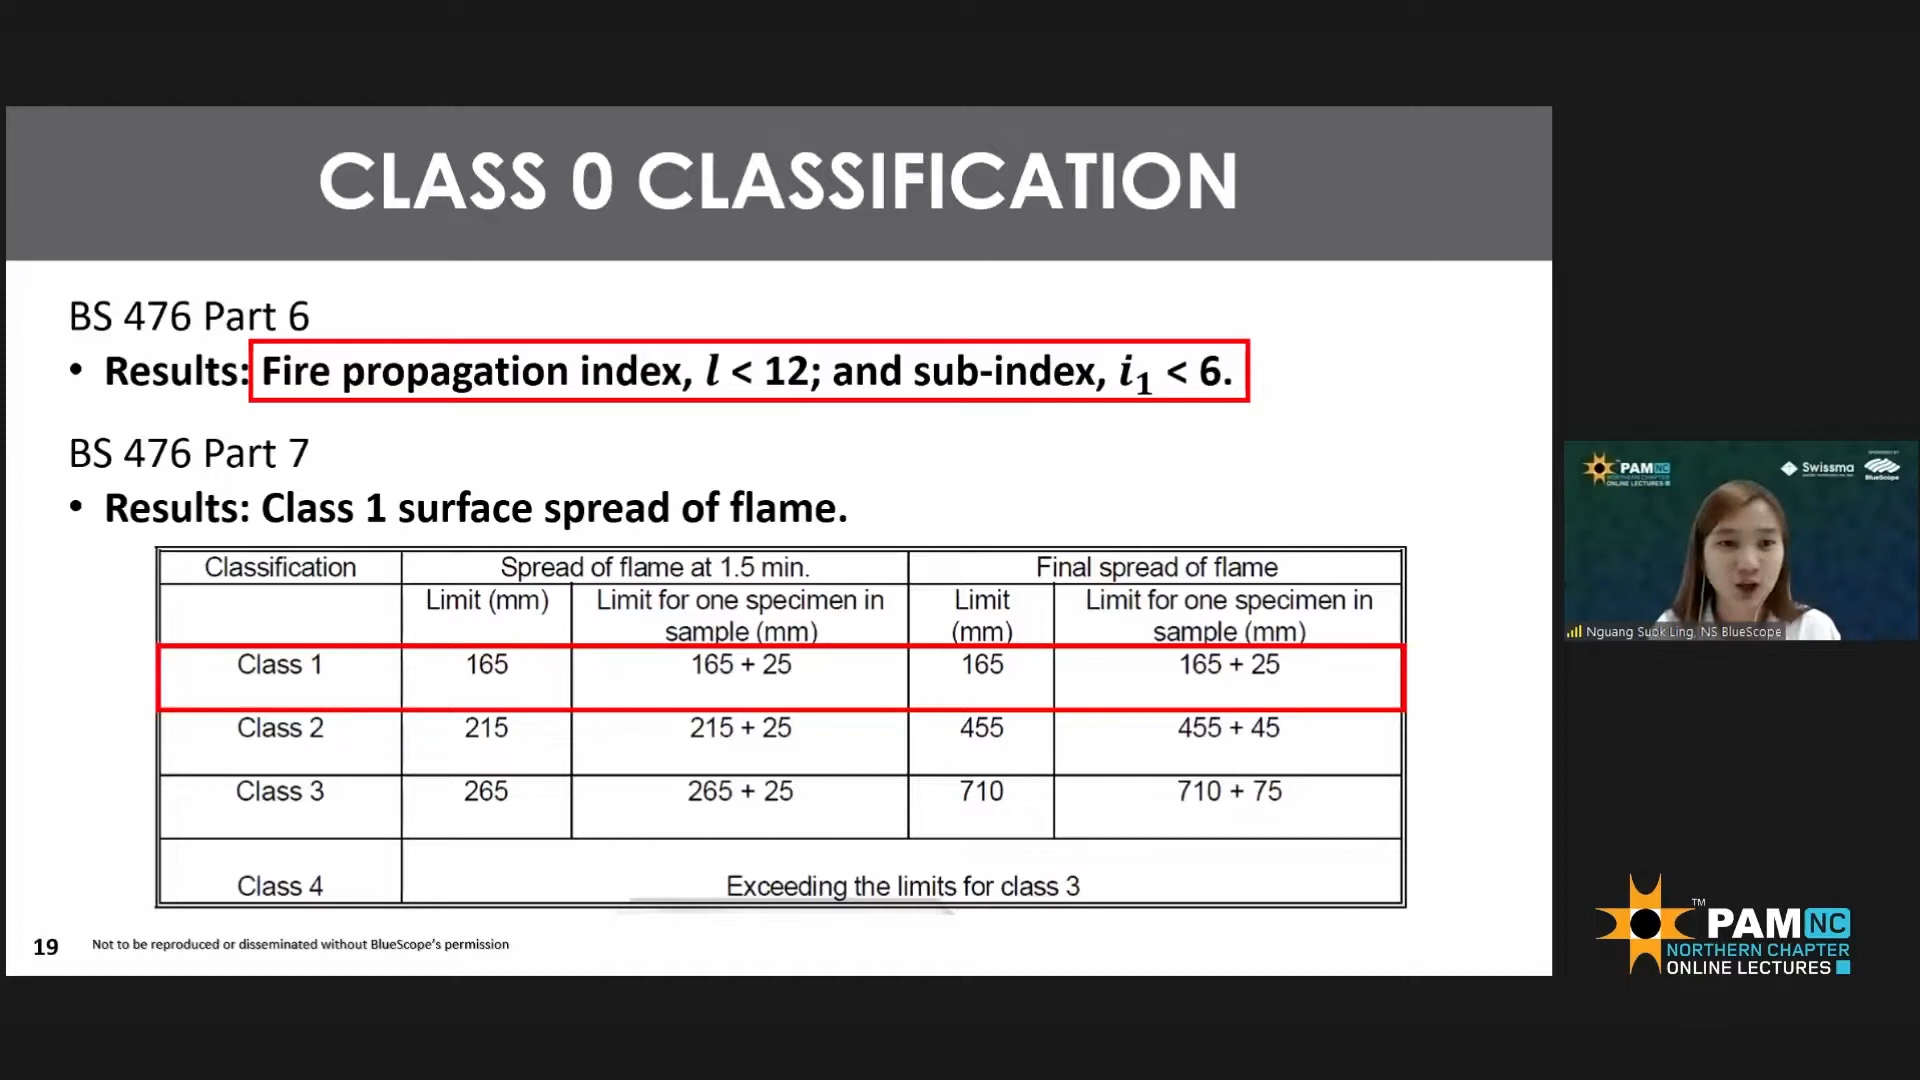 CLASS 0 CLASSIFICATION
BS 476 Part 6
• Results: Fire propagation index, l < 12; and sub-index, i₁ < 6.
BS 476 Part 7
• Results: Class 1 surface spread of flame.
Classification Spread of flame at 1.5 min. Final spread of flame
Limit (mm) Limit for one specimen in sample (mm) Limit (mm) Limit for one specimen in sample (mm)
Class 1 165 165 + 25 165 165 + 25
Class 2 215 215 + 25 455 455 + 45
Class 3 265 265 + 25 710 710 + 75
Class 4 Exceeding the limits for class 3
19 Not to be reproduced or disseminated without BlueScope's permission
PAM NC
NORTHERN CHAPTER
ONLINE LECTURES
Swissma
BlueScope
Nguang Suok Ling, NS BlueScope
TM
PAM NC
NORTHERN CHAPTER
ONLINE LECTURES